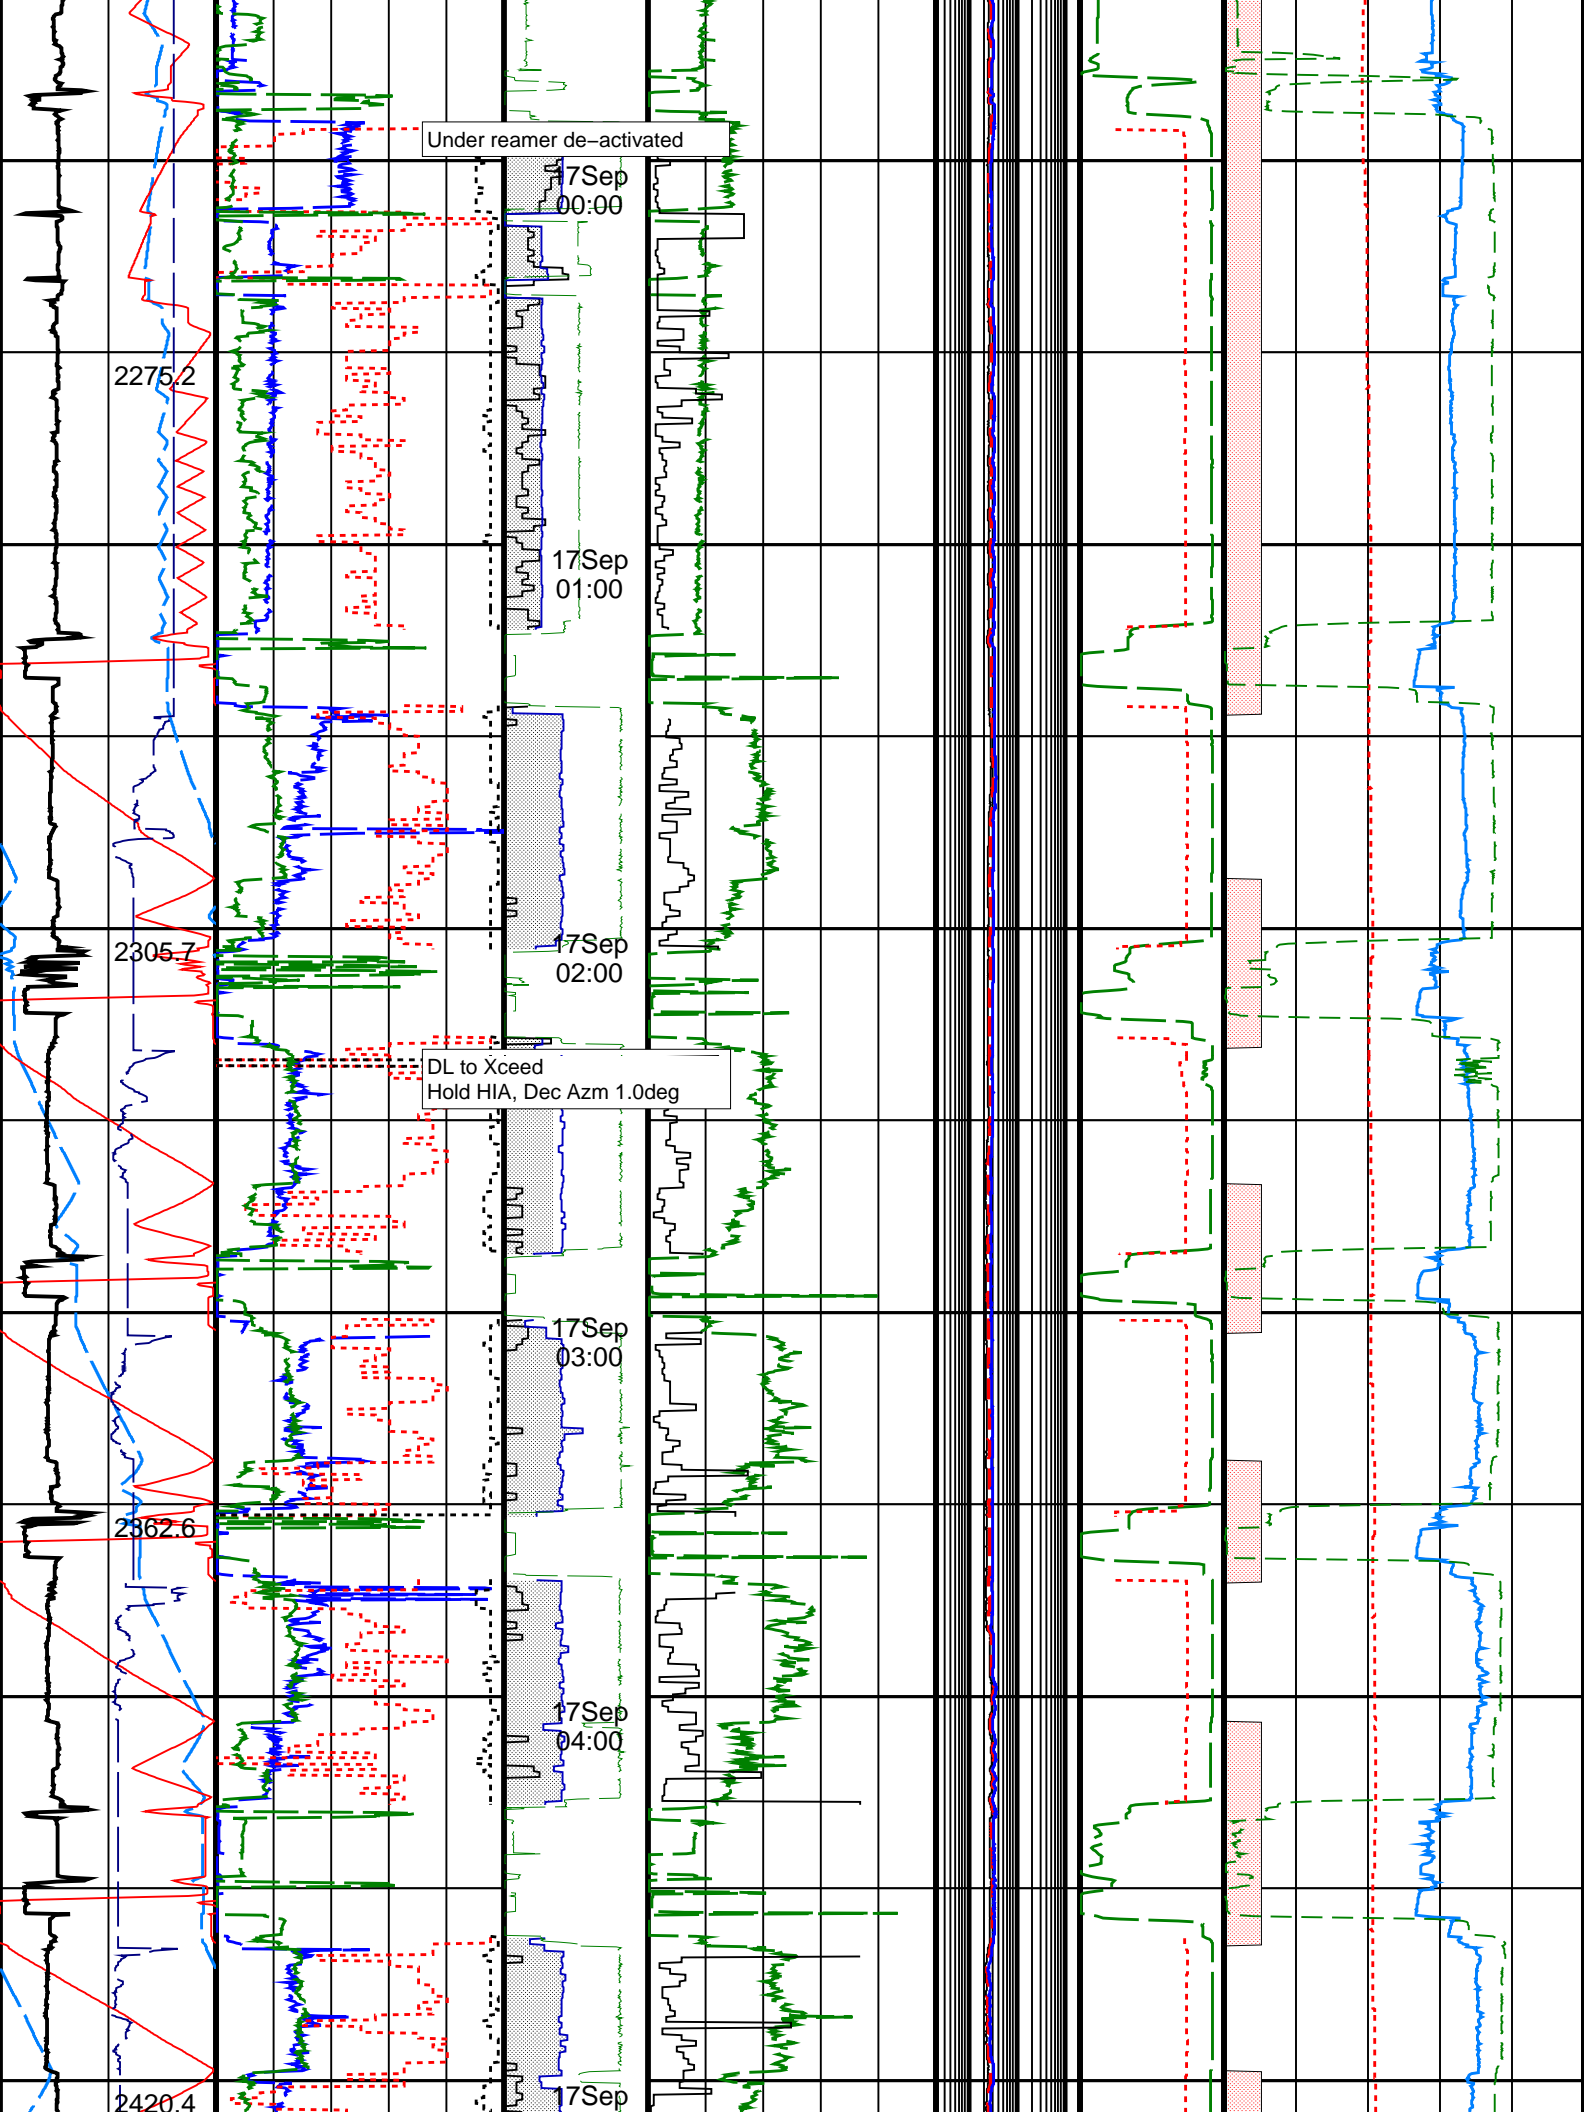 Under reamer de-activated
17Sep
00:00
2275.2
17Sep
01:00
17Sep
02:00
2305.7
DL to Xceed
Hold HIA, Dec Azm 1.0deg
17Sep
03:00
2362.6
17Sep
04:00
17Sep
2420.4